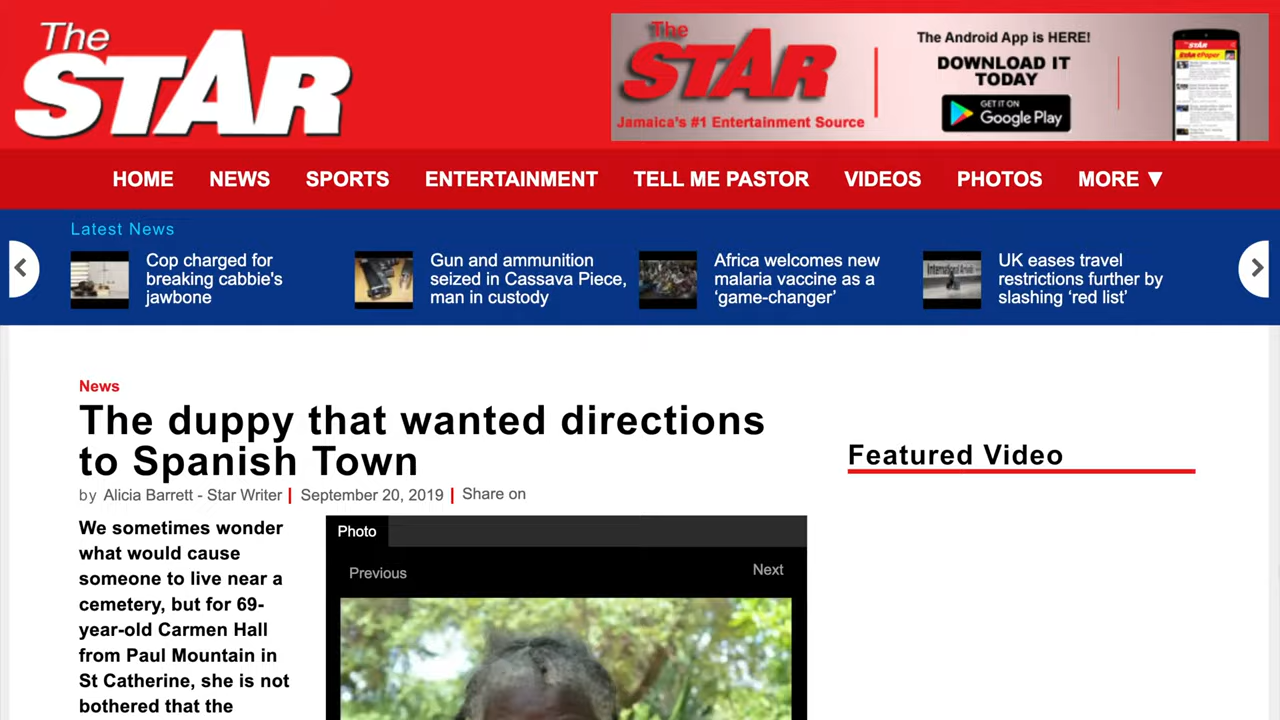 The
STAR
The
STAR
Jamaica's #1 Entertainment Source
The Android App is HERE!
DOWNLOAD IT
TODAY
GET IT ON
Google Play
HOME
NEWS
SPORTS
ENTERTAINMENT
TELL ME PASTOR
VIDEOS
PHOTOS
MORE ▼
Latest News
Cop charged for
breaking cabbie's
jawbone
Gun and ammunition
seized in Cassava Piece,
man in custody
Africa welcomes new
malaria vaccine as a
‘game-changer’
UK eases travel
restrictions further by
slashing ‘red list’
News
The duppy that wanted directions
to Spanish Town
by Alicia Barrett - Star Writer | September 20, 2019 | Share on
We sometimes wonder
what would cause
someone to live near a
cemetery, but for 69-
year-old Carmen Hall
from Paul Mountain in
St Catherine, she is not
bothered that the
Photo
Previous
Next
Featured Video